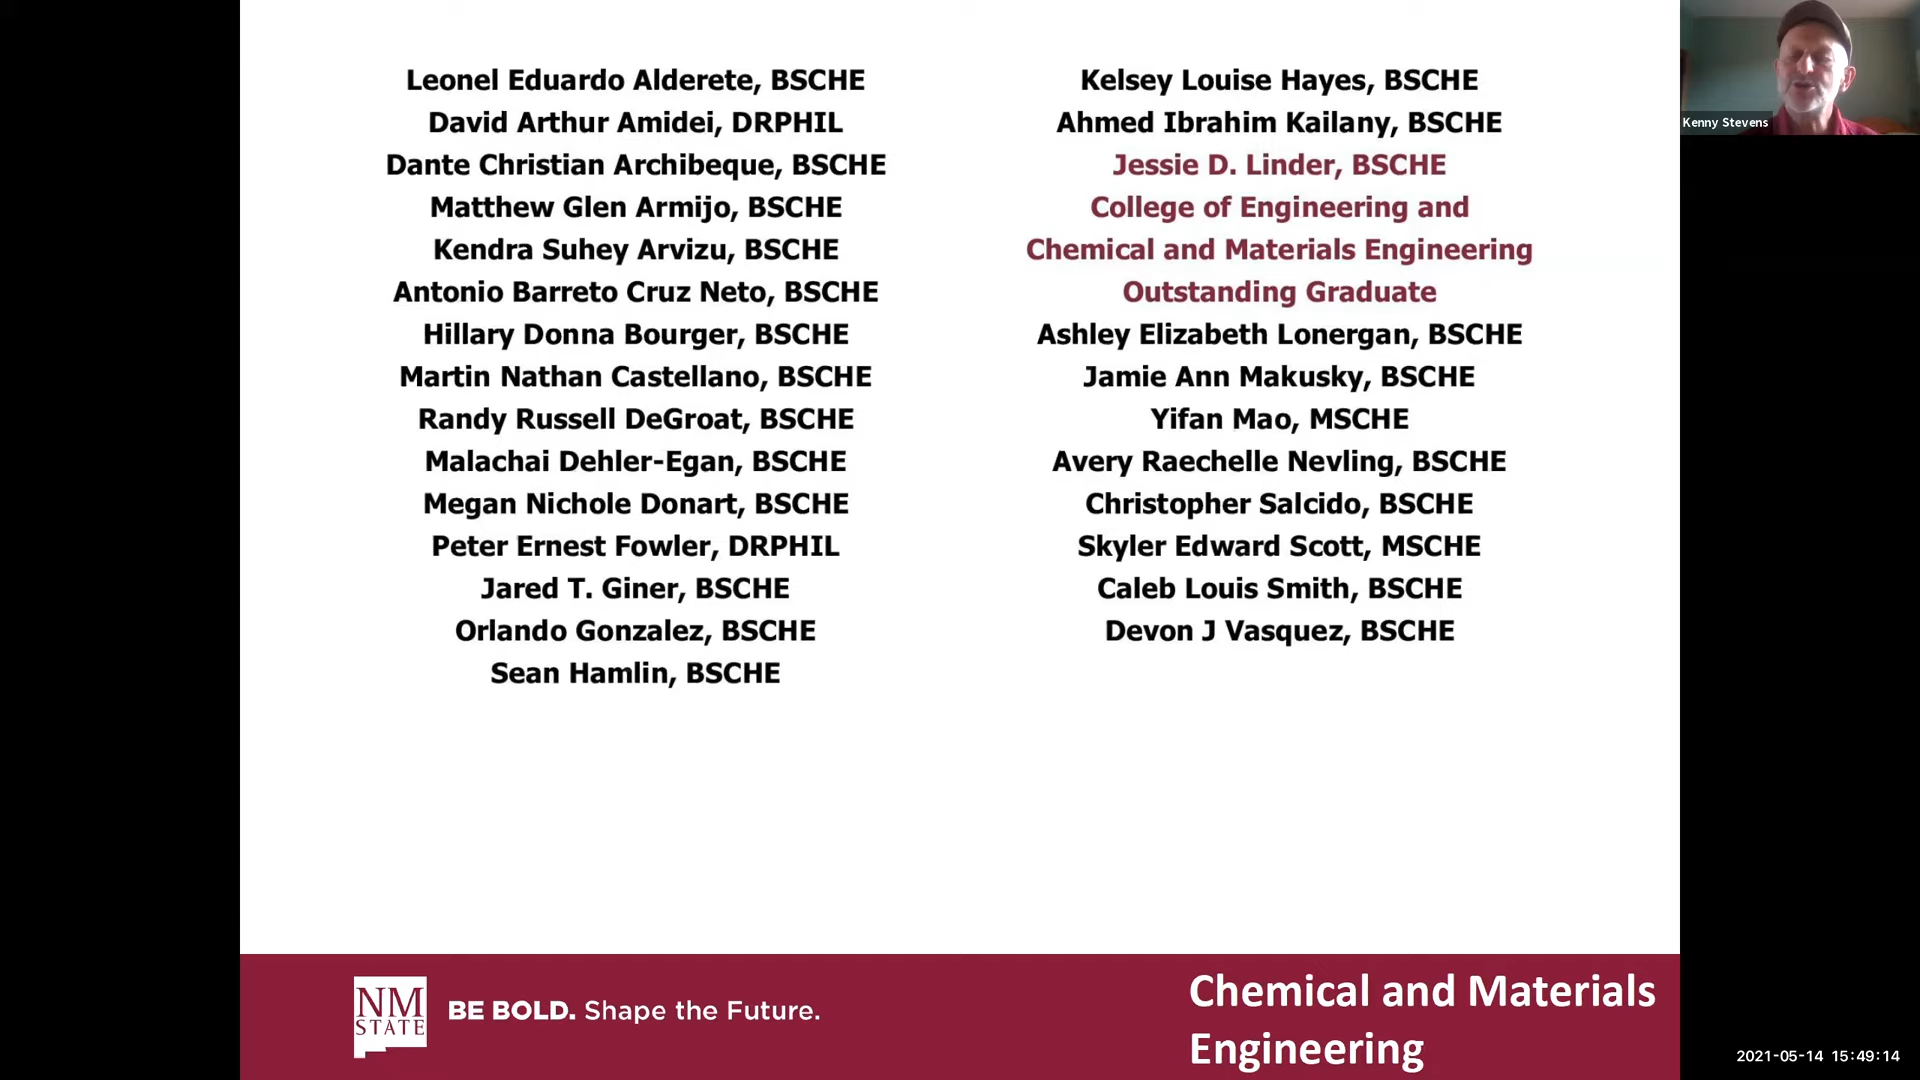 Leonel Eduardo Alderete, BSCHE
David Arthur Amidei, DRPHIL
Dante Christian Archibeque, BSCHE
Matthew Glen Armijo, BSCHE
Kendra Suhey Arvizu, BSCHE
Antonio Barreto Cruz Neto, BSCHE
Hillary Donna Bourger, BSCHE
Martin Nathan Castellano, BSCHE
Randy Russell DeGroat, BSCHE
Malachai Dehler-Egan, BSCHE
Megan Nichole Donart, BSCHE
Peter Ernest Fowler, DRPHIL
Jared T. Giner, BSCHE
Orlando Gonzalez, BSCHE
Sean Hamlin, BSCHE
Kelsey Louise Hayes, BSCHE
Ahmed Ibrahim Kailany, BSCHE
Jessie D. Linder, BSCHE
College of Engineering and
Chemical and Materials Engineering
Outstanding Graduate
Ashley Elizabeth Lonergan, BSCHE
Jamie Ann Makusky, BSCHE
Yifan Mao, MSCHE
Avery Raechelle Nevling, BSCHE
Christopher Salcido, BSCHE
Skyler Edward Scott, MSCHE
Caleb Louis Smith, BSCHE
Devon J Vasquez, BSCHE
Kenny Stevens
NM
STATE
BE BOLD. Shape the Future.
Chemical and Materials
Engineering
2021-05-14 15:49:14